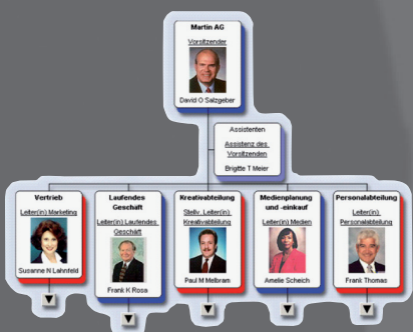 Martin AG
Vorsitzender
David O Salzgeber
Assistenten
Assistenz des
Vorsitzenden
Brigitte T Meier
Vertrieb
Leiter(in) Marketing
Susanne N Lahnfeld
Laufendes
Geschäft
Leiter(in) Laufendes
Geschäft
Frank K Rosa
Kreativabteilung
Stellv. Leiter(in)
Kreativabteilung
Paul M Melbram
Medienplanung
und -einkauf
Leiter(in) Medien
Amelie Scheich
Personalabteilung
Leiter(in)
Personalabteilung
Frank Thomas